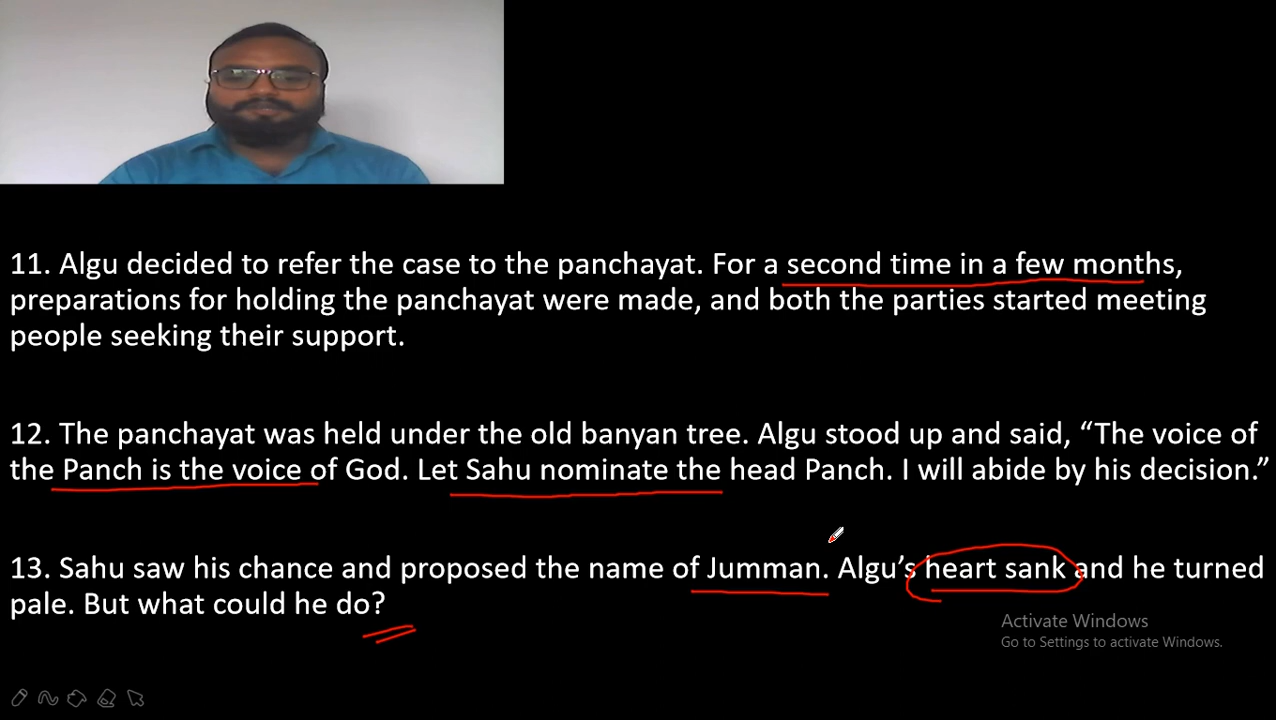 11. Algu decided to refer the case to the panchayat. For a second time in a few months,
preparations for holding the panchayat were made, and both the parties started meeting
people seeking their support.
12. The panchayat was held under the old banyan tree. Algu stood up and said, “The voice of
the Panch is the voice of God. Let Sahu nominate the head Panch. I will abide by his decision.”
13. Sahu saw his chance and proposed the name of Jumman. Algu’s heart sank and he turned
pale. But what could he do?
Activate Windows
Go to Settings to activate Windows.